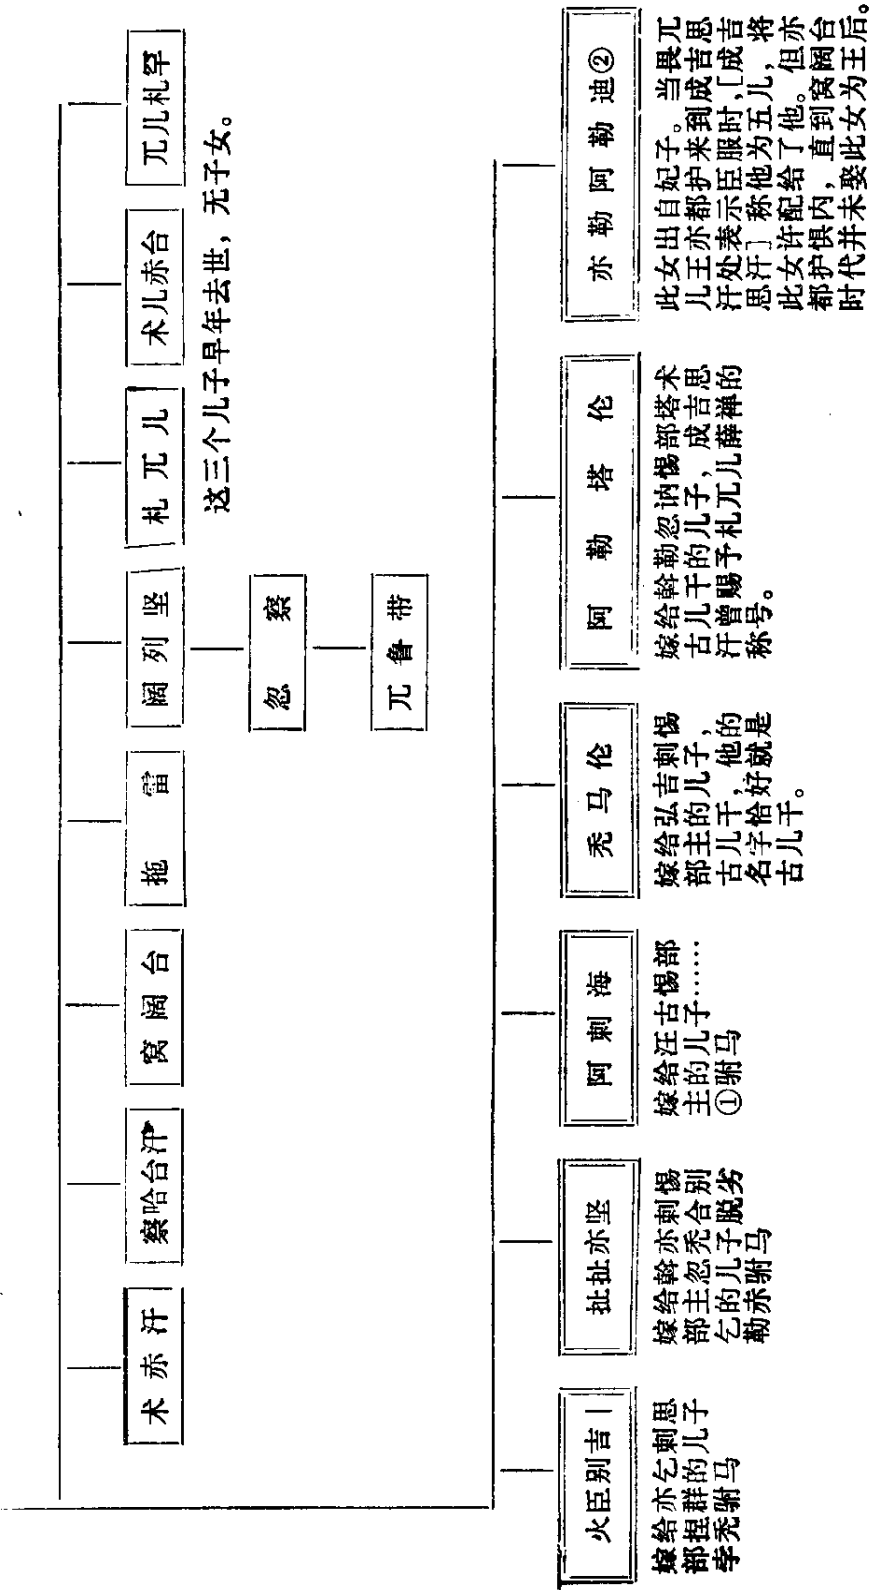 术赤汗
察哈台汗
窝阔台
拖雷
阔列坚
札兀儿
术儿赤台
兀儿札罕
忽察
兀鲁带
这三个儿子早年去世，无子女。
火臣别吉
嫁给亦乞剌思
部捏群的儿子
孛秃驸马
扯扯亦坚
嫁给斡亦剌惕
部主忽秃合别
乞的儿子脱劣
勒赤驸马
阿剌海
嫁给汪古惕部
主的儿子……
①驸马
秃马伦
嫁给弘吉剌惕
部主的儿子，
古儿干，他的
名字恰好就是
古儿干。
阿勒塔伦
嫁给斡勒忽讷惕部塔术
古儿干的儿子，成吉思
汗曾赐予札兀儿薛禅的
称号。
亦勒阿勒迪②
此女出自妃子。当畏兀
儿王亦都护来到成吉思
汗处表示臣服时，［成吉
思汗］称他为五儿，将
此女许配给了他。但亦
都护惧内，直到窝阔台
时代并未娶此女为王后。